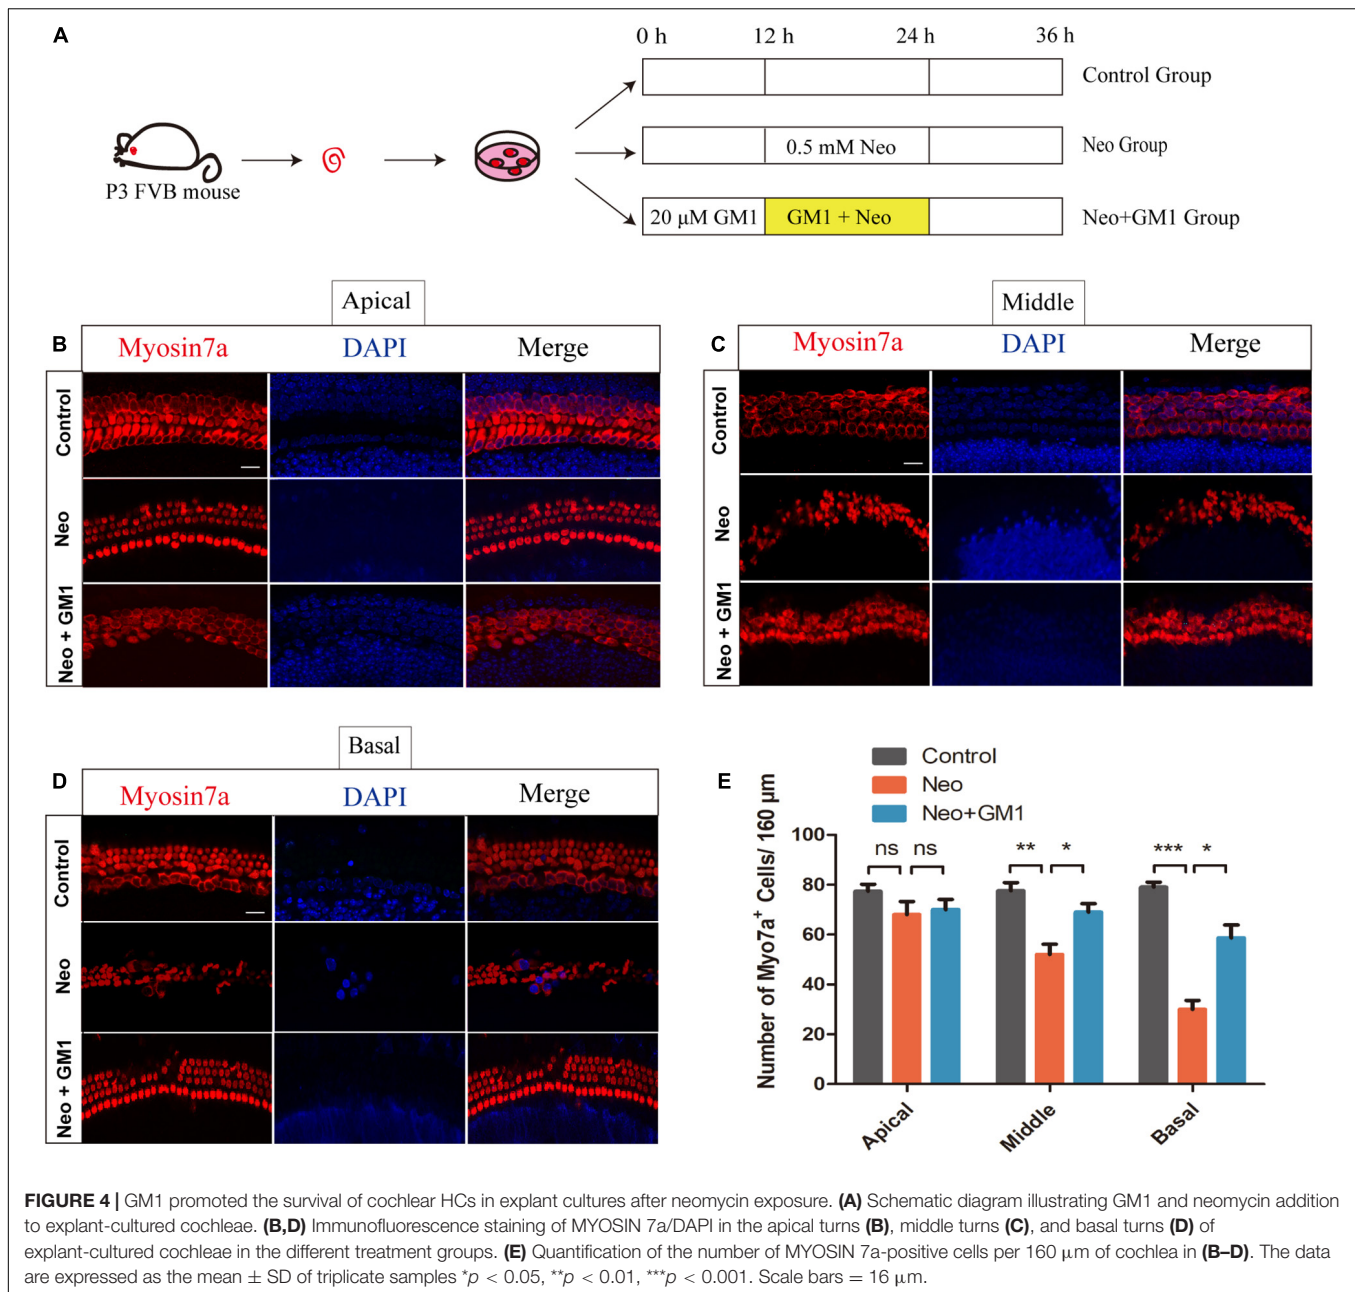 A
0 h 12 h 24 h 36 h
Control Group
0.5 mM Neo
Neo Group
P3 FVB mouse
20 μM GM1 GM1 + Neo
Neo+GM1 Group
Apical
B
Myosin7a DAPI Merge
Control
Neo
Neo + GM1
Middle
C
Myosin7a DAPI Merge
Control
Neo
Neo + GM1
Basal
D
Myosin7a DAPI Merge
Control
Neo
Neo + GM1
E
Control
Neo
Neo+GM1
Number of Myo7a⁺ Cells/ 160 μm
100
80
60
40
20
0
ns ns ** * *** *
Apical Middle Basal
FIGURE 4 | GM1 promoted the survival of cochlear HCs in explant cultures after neomycin exposure. (A) Schematic diagram illustrating GM1 and neomycin addition
to explant-cultured cochleae. (B,D) Immunofluorescence staining of MYOSIN 7a/DAPI in the apical turns (B), middle turns (C), and basal turns (D) of
explant-cultured cochleae in the different treatment groups. (E) Quantification of the number of MYOSIN 7a-positive cells per 160 μm of cochlea in (B–D). The data
are expressed as the mean ± SD of triplicate samples *p < 0.05, **p < 0.01, ***p < 0.001. Scale bars = 16 μm.